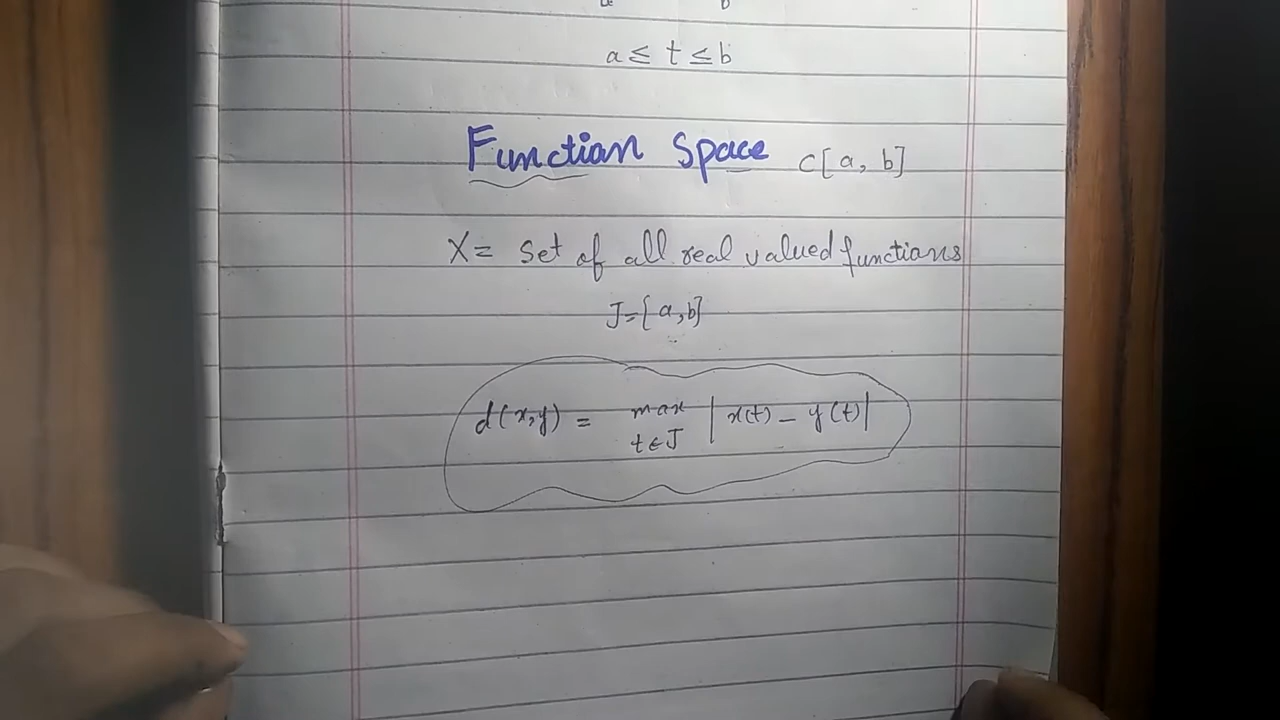 a ≤ t ≤ b
Function Space C[a, b]
X = Set of all real valued functions
J=[a,b]
d(x,y) = max | x(t) - y(t)|
t∈J